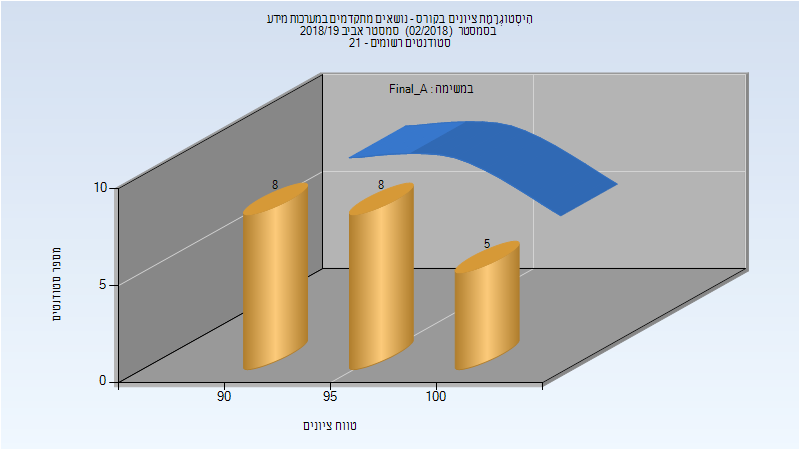 היסטוגרמת ציונים בקורס - נושאים מתקדמים במערכות מידע
בסמסטר (02/2018) סמסטר אביב 2018/19
סטודנטים רשומים - 21
במשימה : Final_A
8
8
5
10
5
0
מספר סטודנטים
90
95
100
טווח ציונים